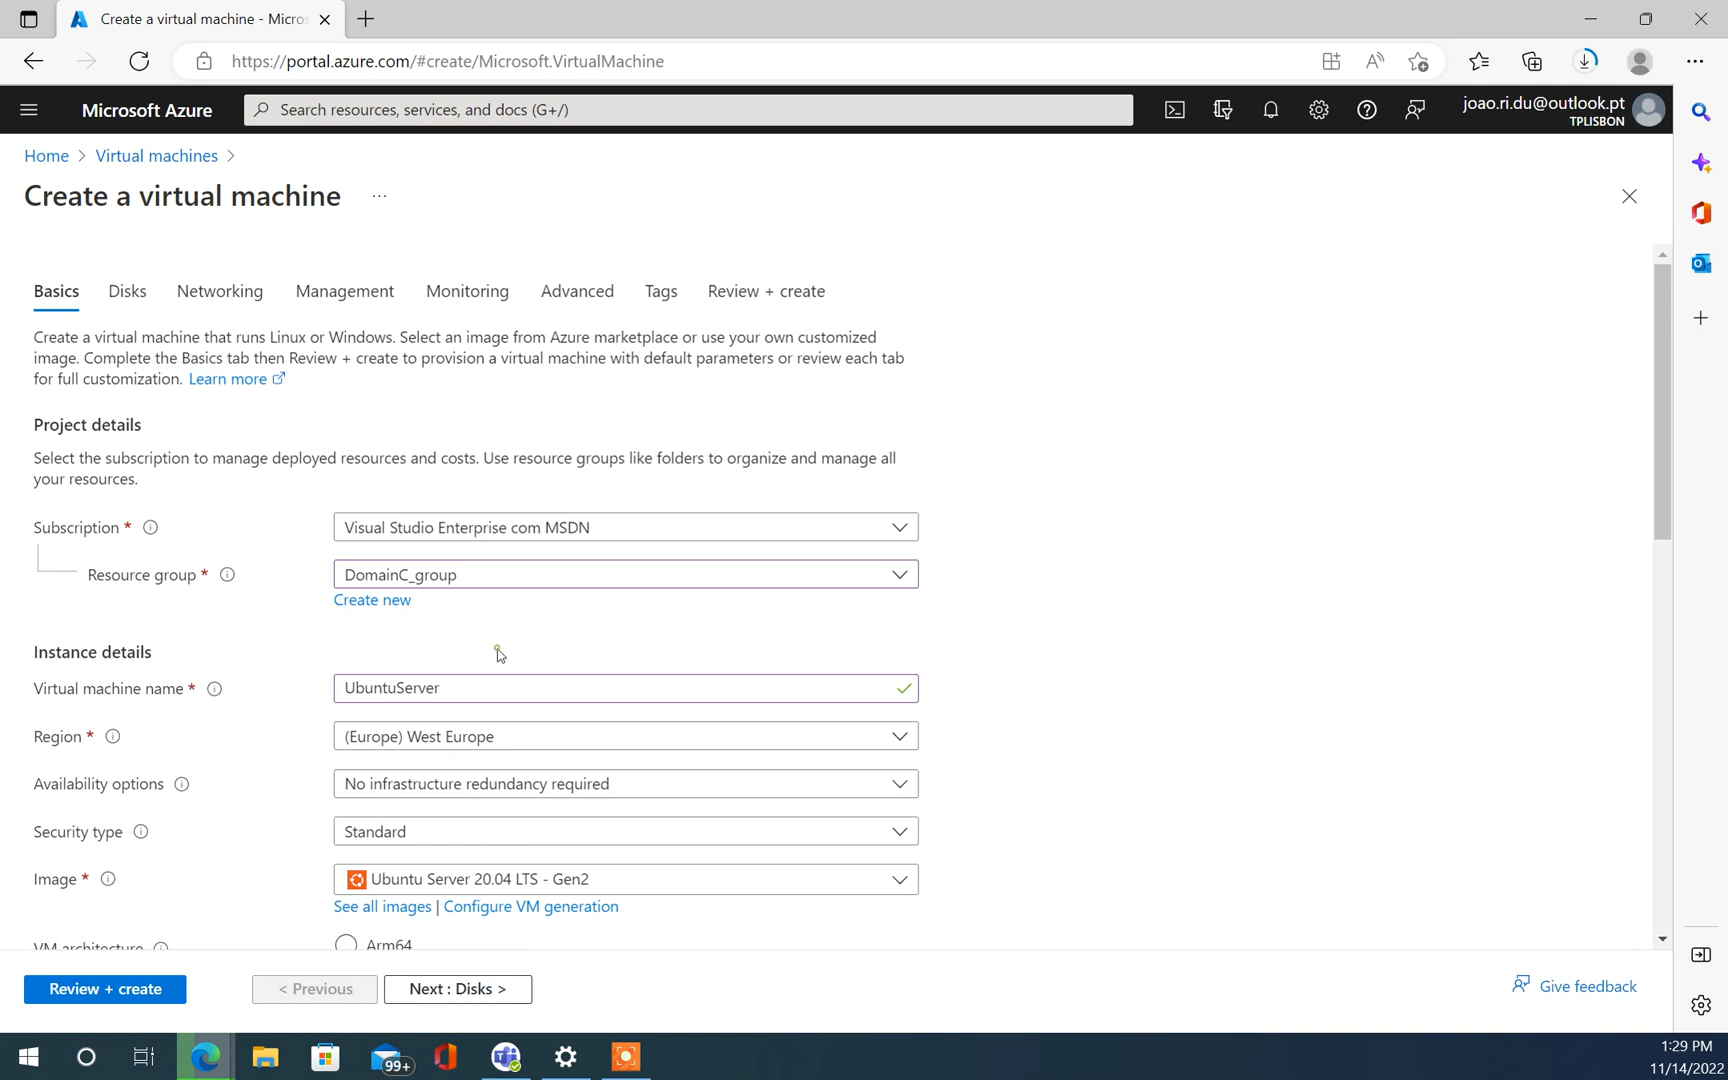 Create a virtual machine - Micros
https://portal.azure.com/#create/Microsoft.VirtualMachine
Microsoft Azure
Search resources, services, and docs (G+/)
joao.ri.du@outlook.pt
TPLISBON
Home > Virtual machines >
Create a virtual machine ...
Basics Disks Networking Management Monitoring Advanced Tags Review + create
Create a virtual machine that runs Linux or Windows. Select an image from Azure marketplace or use your own customized
image. Complete the Basics tab then Review + create to provision a virtual machine with default parameters or review each tab
for full customization. Learn more
Project details
Select the subscription to manage deployed resources and costs. Use resource groups like folders to organize and manage all
your resources.
Subscription * Visual Studio Enterprise com MSDN
Resource group * DomainC_group
Create new
Instance details
Virtual machine name * UbuntuServer
Region * (Europe) West Europe
Availability options No infrastructure redundancy required
Security type Standard
Image * Ubuntu Server 20.04 LTS - Gen2
See all images | Configure VM generation
VM architecture Arm64
Review + create < Previous Next : Disks > Give feedback
99+
1:29 PM
11/14/2022